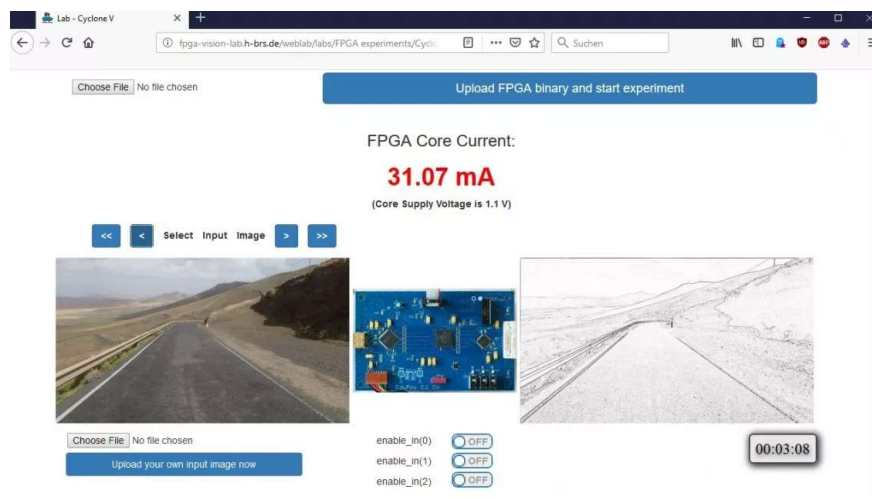 Lab - Cyclone V
fpga-vision-lab.h-brs.de/weblab/labs/FPGA experiments/Cyclo
Suchen
Choose File No file chosen
Upload FPGA binary and start experiment
FPGA Core Current:
31.07 mA
(Core Supply Voltage is 1.1 V)
<< < Select Input Image > >>
Choose File No file chosen
Upload your own input image now
enable_in(0) OFF
enable_in(1) OFF
enable_in(2) OFF
00:03:08